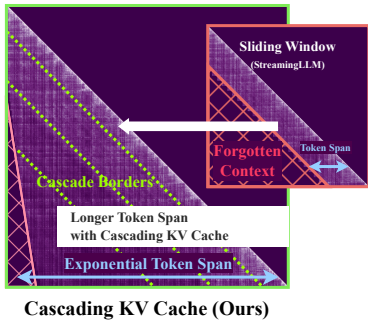 Sliding Window
(StreamingLLM)
Token Span
Forgotten
Context
Cascade Borders
Longer Token Span
with Cascading KV Cache
Exponential Token Span
Cascading KV Cache (Ours)